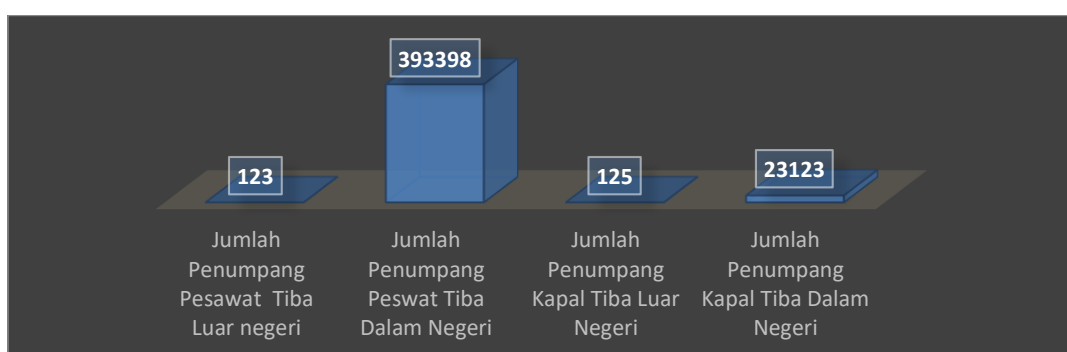 393398
123
125
23123
Jumlah
Penumpang
Pesawat Tiba
Luar negeri
Jumlah
Penumpang
Peswat Tiba
Dalam Negeri
Jumlah
Penumpang
Kapal Tiba Luar
Negeri
Jumlah
Penumpang
Kapal Tiba Dalam
Negeri